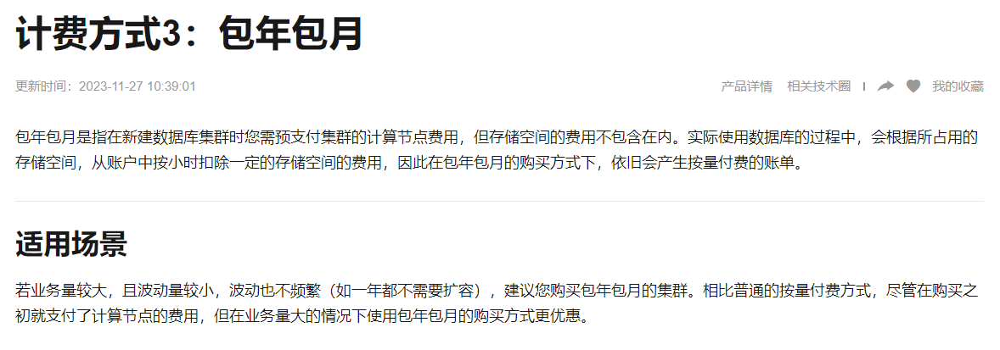 计费方式3：包年包月
更新时间：2023-11-27 10:39:01
产品详情 相关技术圈 我的收藏
包年包月是指在新建数据库集群时您需预支付集群的计算节点费用，但存储空间的费用不包含在内。实际使用数据库的过程中，会根据所占用的
存储空间，从账户中按小时扣除一定的存储空间的费用，因此在包年包月的购买方式下，依旧会产生按量付费的账单。
适用场景
若业务量较大，且波动量较小，波动也不频繁（如一年都不需要扩容），建议您购买包年包月的集群。相比普通的按量付费方式，尽管在购买之
初就支付了计算节点的费用，但在业务量大的情况下使用包年包月的购买方式更优惠。